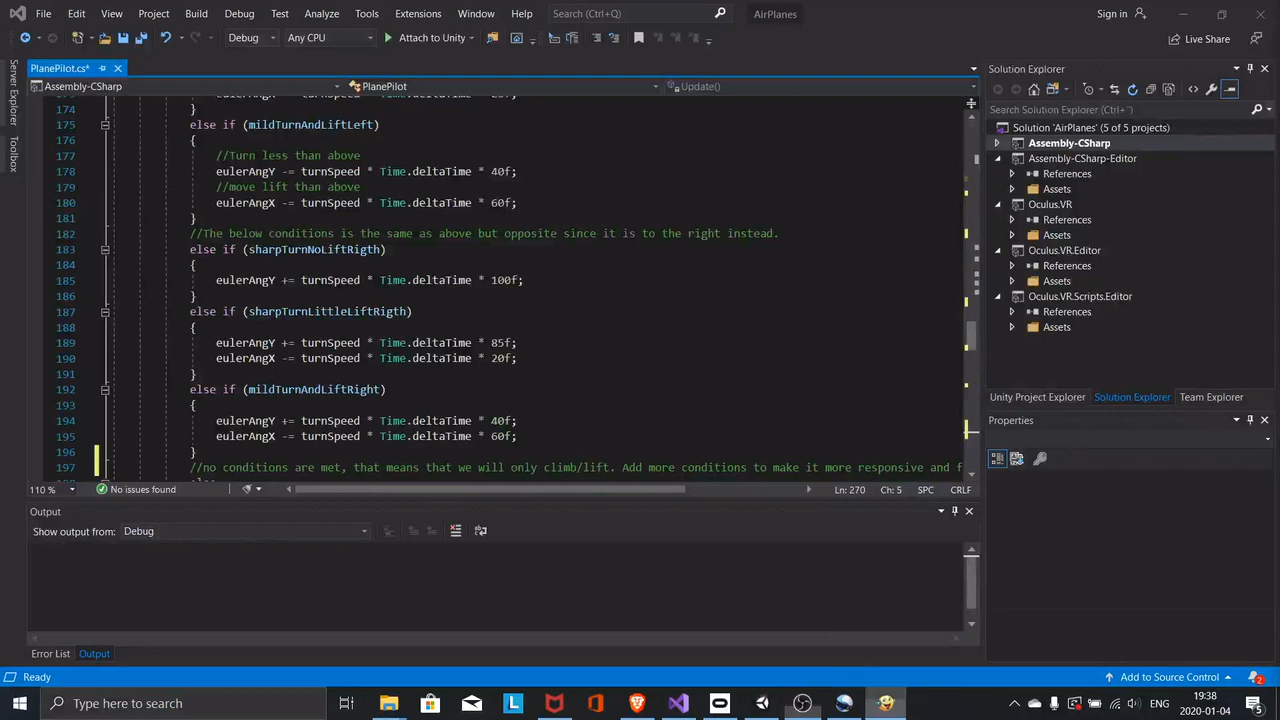 File Edit View Project Build Debug Test Analyze Tools Extensions Window Help Search (Ctrl+Q) AirPlanes Sign in
Debug Any CPU Attach to Unity Live Share
Server Explorer
Toolbox
PlanePilot.cs*
Assembly-CSharp PlanePilot Update()
174 }
175 else if (mildTurnAndLiftLeft)
176 {
177 //Turn less than above
178 eulerAngY -= turnSpeed * Time.deltaTime * 40f;
179 //move lift than above
180 eulerAngX -= turnSpeed * Time.deltaTime * 60f;
181 }
182 //The below conditions is the same as above but opposite since it is to the right instead.
183 else if (sharpTurnNoLiftRigth)
184 {
185 eulerAngY += turnSpeed * Time.deltaTime * 100f;
186 }
187 else if (sharpTurnLittleLiftRigth)
188 {
189 eulerAngY += turnSpeed * Time.deltaTime * 85f;
190 eulerAngX -= turnSpeed * Time.deltaTime * 20f;
191 }
192 else if (mildTurnAndLiftRight)
193 {
194 eulerAngY += turnSpeed * Time.deltaTime * 40f;
195 eulerAngX -= turnSpeed * Time.deltaTime * 60f;
196 }
197 //no conditions are met, that means that we will only climb/lift. Add more conditions to make it more responsive and f
110 % No issues found Ln: 270 Ch: 5 SPC CRLF
Output
Show output from: Debug
Error List Output
Solution Explorer
Search Solution Explorer (Ctrl+")
Solution 'AirPlanes' (5 of 5 projects)
Assembly-CSharp
Assembly-CSharp-Editor
References
Assets
Oculus.VR
References
Assets
Oculus.VR.Editor
References
Assets
Oculus.VR.Scripts.Editor
References
Assets
Unity Project Explorer Solution Explorer Team Explorer
Properties
Ready Add to Source Control 2
Type here to search
19:38
2020-01-04
5